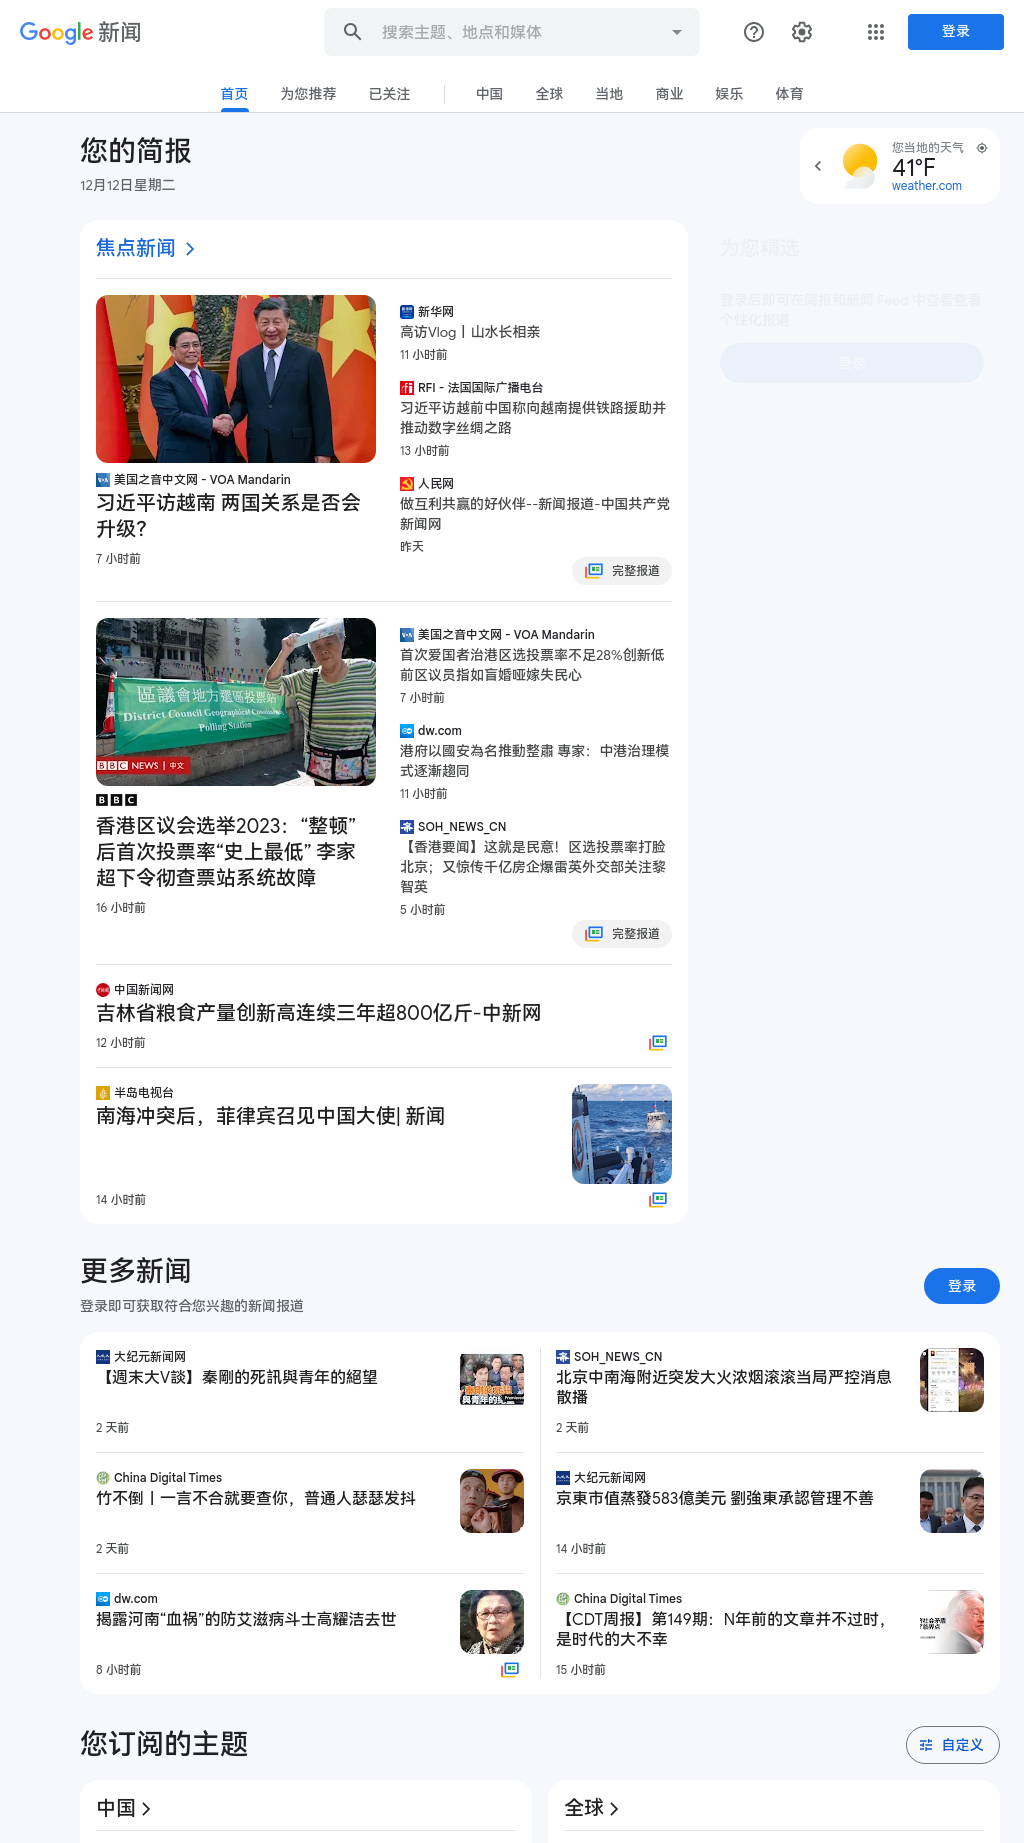 Google 新闻
搜索主题、地点和媒体
登录
首页
为您推荐
已关注
中国
全球
当地
商业
娱乐
体育
您的简报
12月12日星期二
您当地的天气
41°F
weather.com
焦点新闻
美国之音中文网 - VOA Mandarin
习近平访越南 两国关系是否会
升级？
7 小时前
新华网
高访Vlog丨山水长相亲
11 小时前
RFI - 法国国际广播电台
习近平访越前中国称向越南提供铁路援助并
推动数字丝绸之路
13 小时前
人民网
做互利共赢的好伙伴--新闻报道-中国共产党
新闻网
昨天
完整报道
为您精选
登录后即可在简报和新闻 Feed 中查看查看
个性化报道
登录
區議會地方選區投票站
District Council Geographical Constituency
Polling Station
BBC NEWS | 中文
BBC
香港区议会选举2023：“整顿”
后首次投票率“史上最低” 李家
超下令彻查票站系统故障
16 小时前
美国之音中文网 - VOA Mandarin
首次爱国者治港区选投票率不足28%创新低
前区议员指如盲婚哑嫁失民心
7 小时前
dw.com
港府以國安為名推動整肅 專家：中港治理模
式逐漸趨同
11 小时前
SOH_NEWS_CN
【香港要闻】这就是民意！区选投票率打脸
北京；又惊传千亿房企爆雷英外交部关注黎
智英
5 小时前
完整报道
中国新闻网
吉林省粮食产量创新高连续三年超800亿斤-中新网
12 小时前
半岛电视台
南海冲突后，菲律宾召见中国大使| 新闻
14 小时前
更多新闻
登录即可获取符合您兴趣的新闻报道
登录
大纪元新闻网
【週末大V談】秦剛的死訊與青年的絕望
2 天前
SOH_NEWS_CN
北京中南海附近突发大火浓烟滚滚当局严控消息
散播
2 天前
China Digital Times
竹不倒丨一言不合就要查你，普通人瑟瑟发抖
2 天前
大纪元新闻网
京東市值蒸發583億美元 劉強東承認管理不善
14 小时前
dw.com
揭露河南“血祸”的防艾滋病斗士高耀洁去世
8 小时前
China Digital Times
【CDT周报】第149期：N年前的文章并不过时，
是时代的大不幸
15 小时前
您订阅的主题
自定义
中国
全球